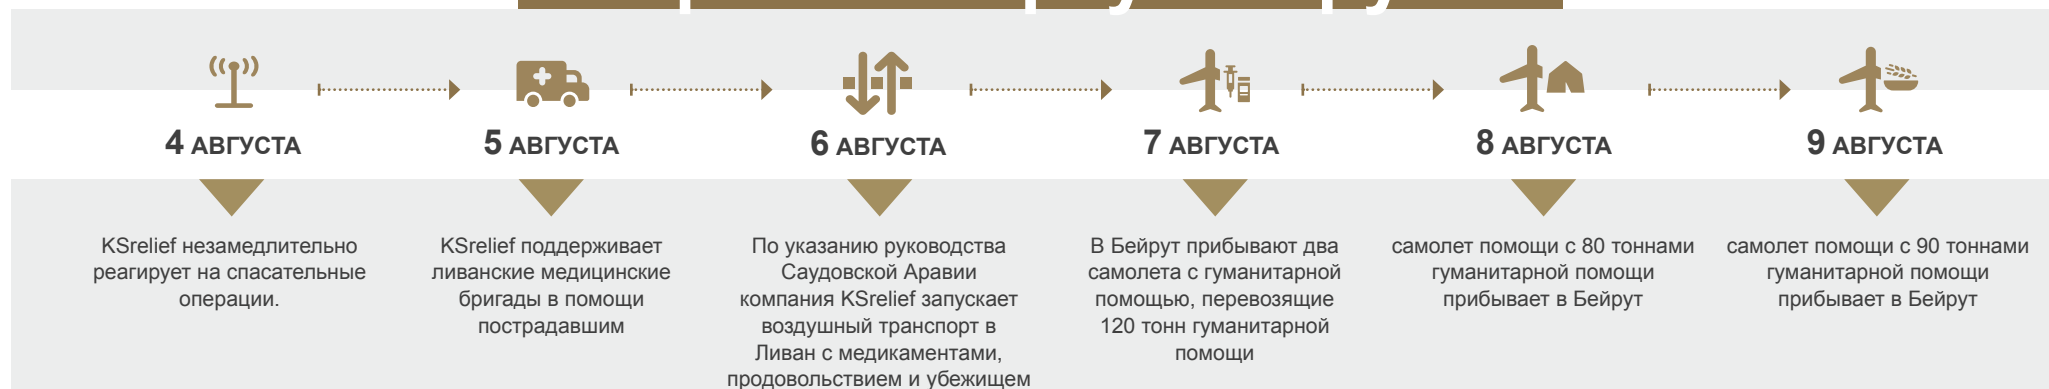 4 АВГУСТА
5 АВГУСТА
6 АВГУСТА
7 АВГУСТА
8 АВГУСТА
9 АВГУСТА
KSrelief незамедлительно
реагирует на спасательные
операции.
KSrelief поддерживает
ливанские медицинские
бригады в помощи
пострадавшим
По указанию руководства
Саудовской Аравии
компания KSrelief запускает
воздушный транспорт в
Ливан с медикаментами,
продовольствием и убежищем
В Бейрут прибывают два
самолета с гуманитарной
помощью, перевозящие
120 тонн гуманитарной
помощи
самолет помощи с 80 тоннами
гуманитарной помощи
прибывает в Бейрут
самолет помощи с 90 тоннами
гуманитарной помощи
прибывает в Бейрут